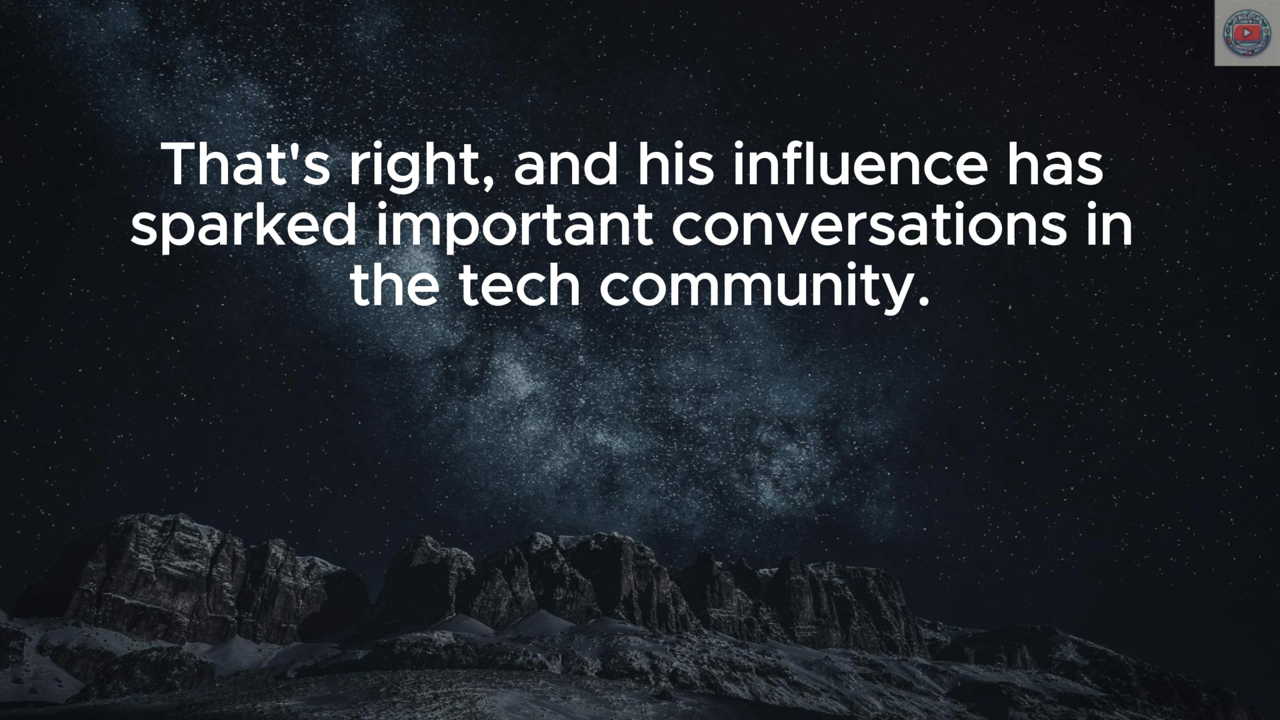 That's right, and his influence has
sparked important conversations in
the tech community.